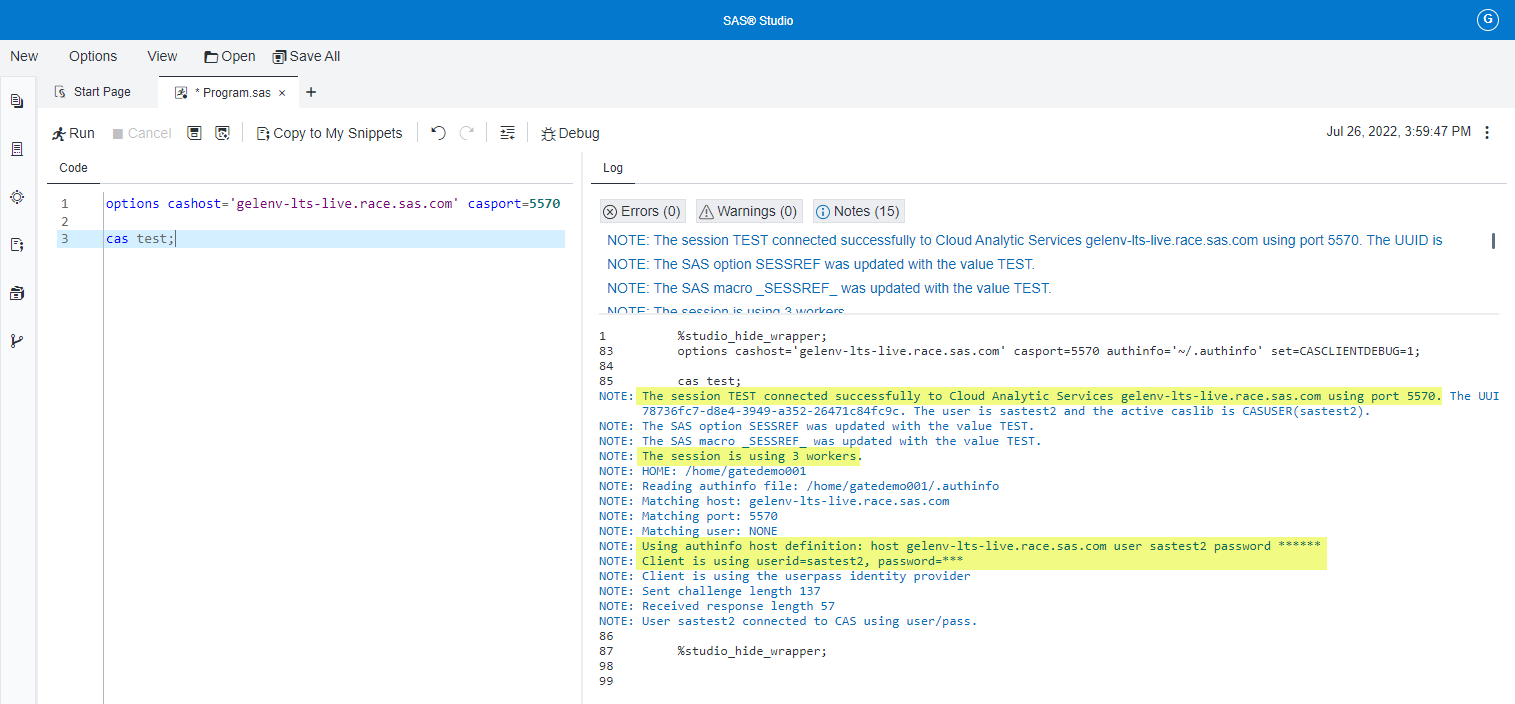 SAS® Studio
G
New Options View Open Save All
Start Page * Program.sas × +
Run Cancel Copy to My Snippets Debug Jul 26, 2022, 3:59:47 PM
Code
1 options cashost='gelenv-lts-live.race.sas.com' casport=5570
2
3 cas test;
Log
Errors (0) Warnings (0) Notes (15)
NOTE: The session TEST connected successfully to Cloud Analytic Services gelenv-lts-live.race.sas.com using port 5570. The UUID is
NOTE: The SAS option SESSREF was updated with the value TEST.
NOTE: The SAS macro _SESSREF_ was updated with the value TEST.
NOTE: The session is using 3 workers
1 %studio_hide_wrapper;
83 options cashost='gelenv-lts-live.race.sas.com' casport=5570 authinfo='~/.authinfo' set=CASCLIENTDEBUG=1;
84
85 cas test;
NOTE: The session TEST connected successfully to Cloud Analytic Services gelenv-lts-live.race.sas.com using port 5570. The UUI
78736fc7-d8e4-3949-a352-26471c84fc9c. The user is sastest2 and the active caslib is CASUSER(sastest2).
NOTE: The SAS option SESSREF was updated with the value TEST.
NOTE: The SAS macro _SESSREF_ was updated with the value TEST.
NOTE: The session is using 3 workers.
NOTE: HOME: /home/gatedemo001
NOTE: Reading authinfo file: /home/gatedemo001/.authinfo
NOTE: Matching host: gelenv-lts-live.race.sas.com
NOTE: Matching port: 5570
NOTE: Matching user: NONE
NOTE: Using authinfo host definition: host gelenv-lts-live.race.sas.com user sastest2 password ******
NOTE: Client is using userid=sastest2, password=***
NOTE: Client is using the userpass identity provider
NOTE: Sent challenge length 137
NOTE: Received response length 57
NOTE: User sastest2 connected to CAS using user/pass.
86
87 %studio_hide_wrapper;
98
99